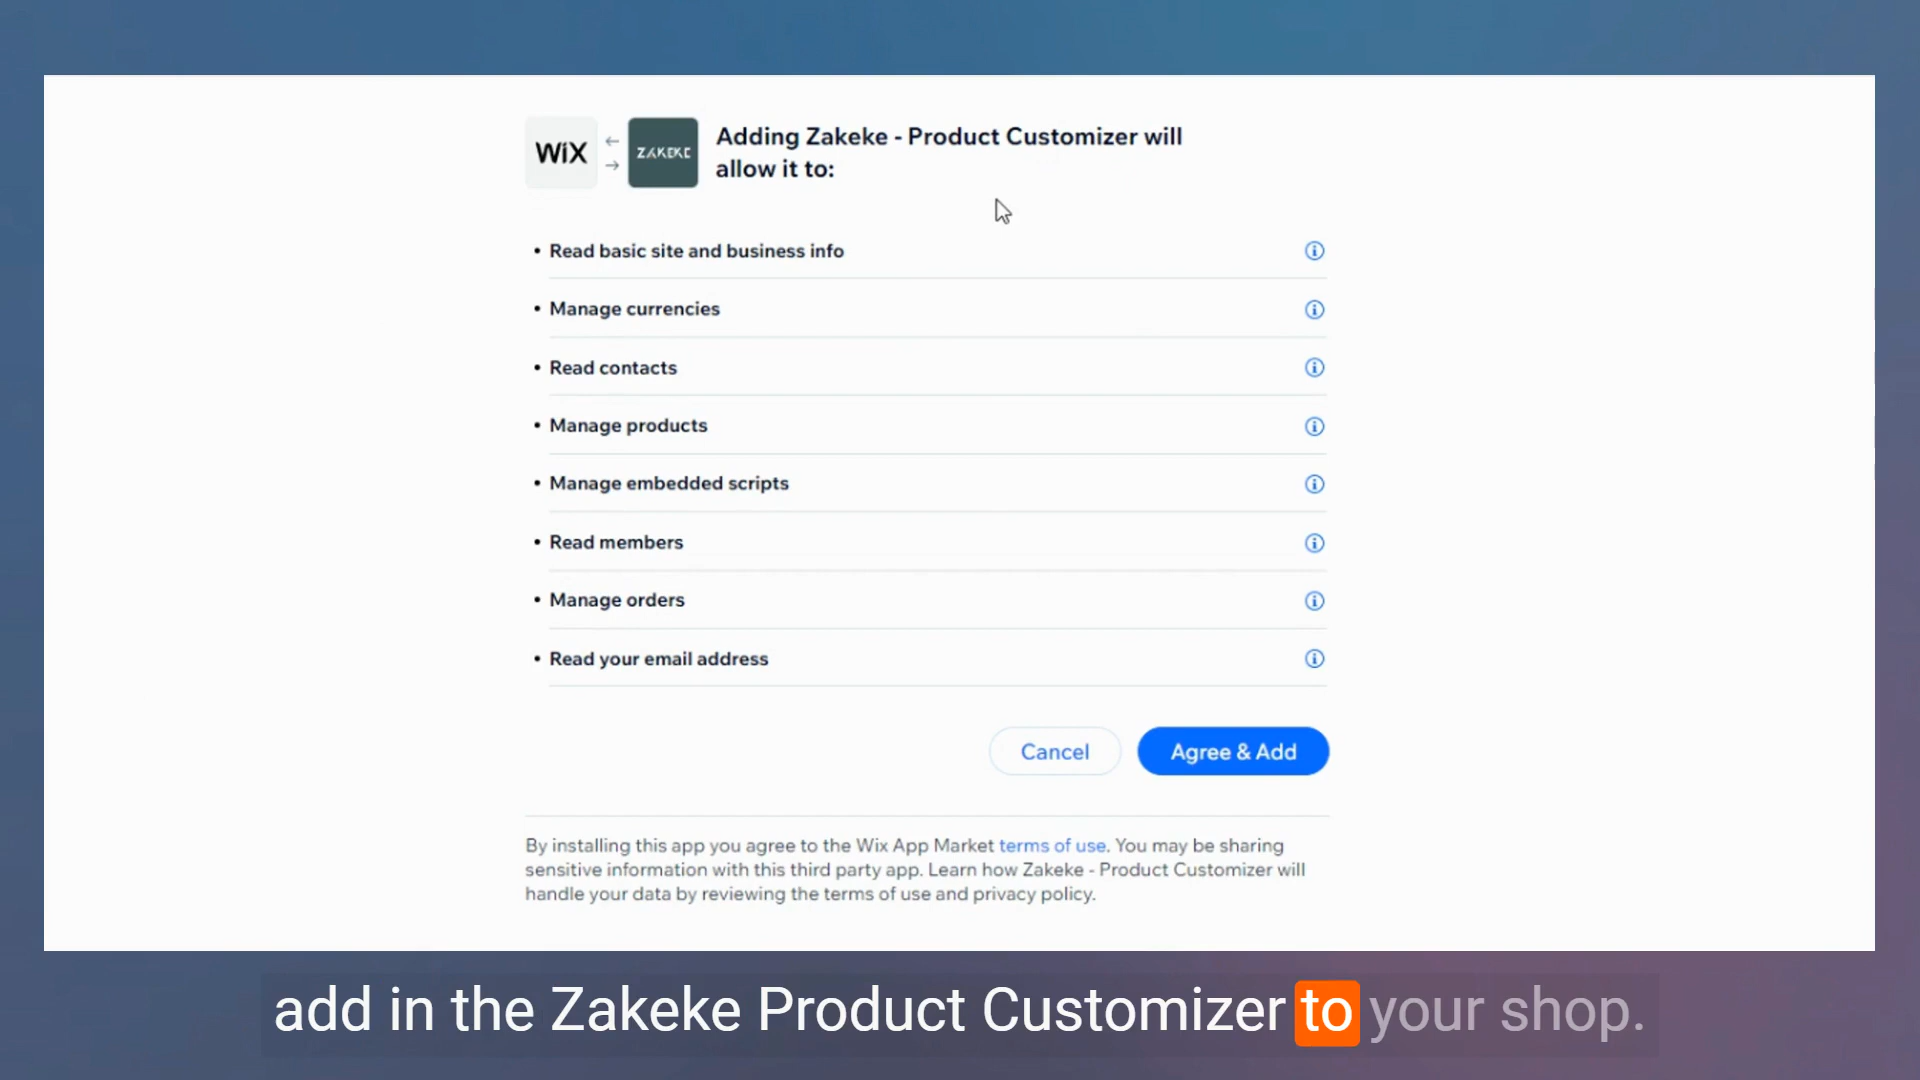 WiX
ZAKEKE
Adding Zakeke - Product Customizer will
allow it to:
• Read basic site and business info
• Manage currencies
• Read contacts
• Manage products
• Manage embedded scripts
• Read members
• Manage orders
• Read your email address
Cancel
Agree & Add
By installing this app you agree to the Wix App Market terms of use. You may be sharing
sensitive information with this third party app. Learn how Zakeke - Product Customizer will
handle your data by reviewing the terms of use and privacy policy.
add in the Zakeke Product Customizer to your shop.